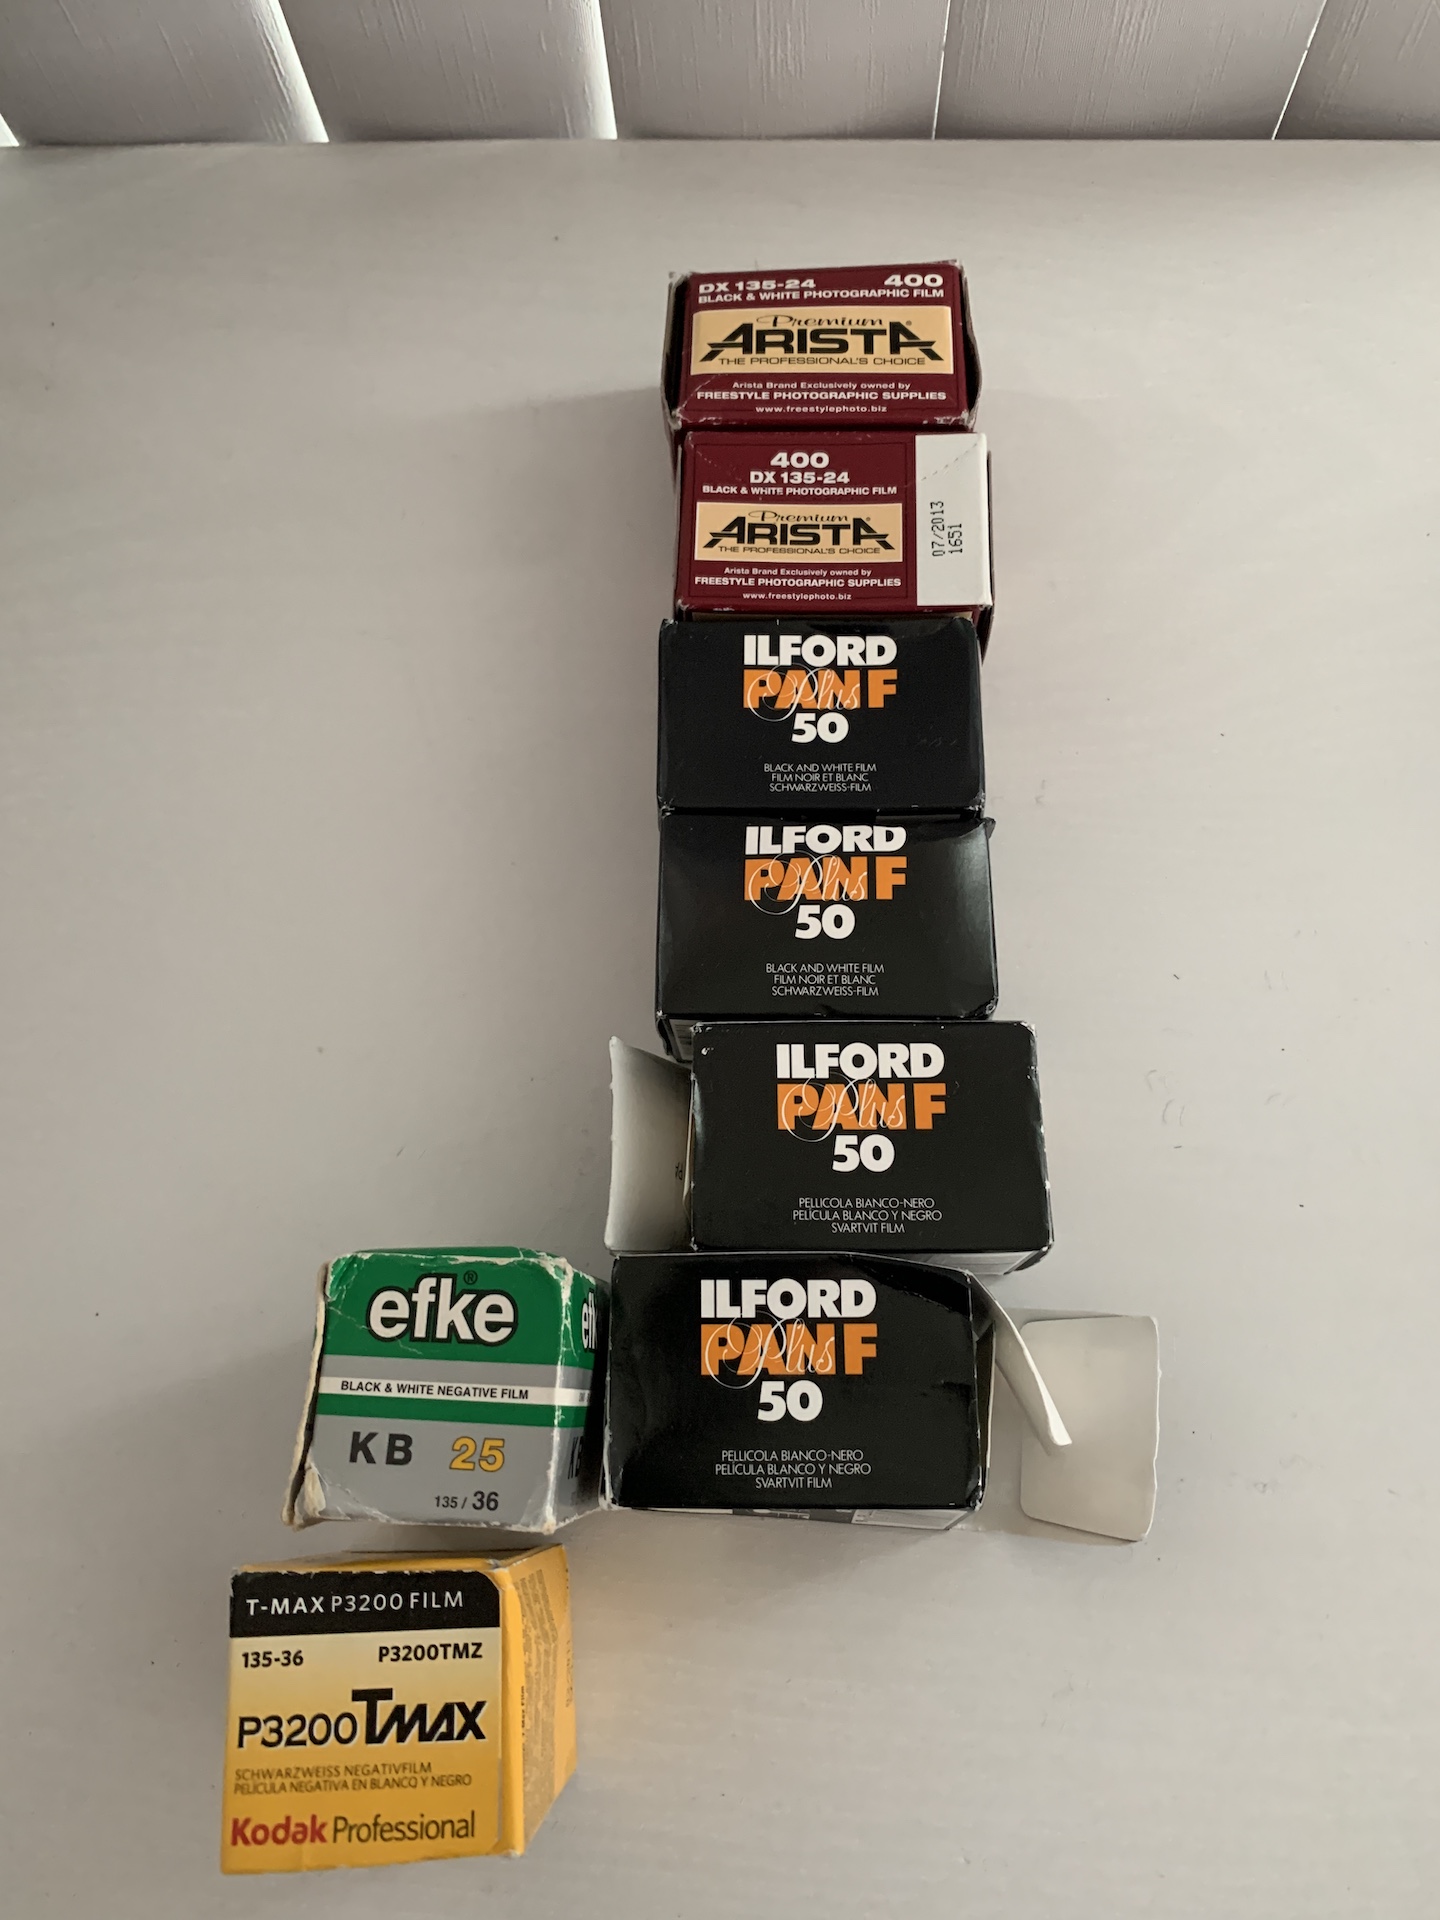 DX 135-24 400
BLACK & WHITE PHOTOGRAPHIC FILM
Premium
ARISTA®
THE PROFESSIONAL'S CHOICE
Arista Brand Exclusively owned by
FREESTYLE PHOTOGRAPHIC SUPPLIES
www.freestylephoto.biz
400
DX 135-24
BLACK & WHITE PHOTOGRAPHIC FILM
Premium
ARISTA®
THE PROFESSIONAL'S CHOICE
Arista Brand Exclusively owned by
FREESTYLE PHOTOGRAPHIC SUPPLIES
www.freestylephoto.biz
07/2013
1651
ILFORD
PAN F
Plus
50
BLACK AND WHITE FILM
FILM NOIR ET BLANC
SCHWARZWEISS-FILM
ILFORD
PAN F
Plus
50
BLACK AND WHITE FILM
FILM NOIR ET BLANC
SCHWARZWEISS-FILM
ILFORD
PAN F
Plus
50
PELLICOLA BIANCO-NERO
PELÍCULA BLANCO Y NEGRO
SVARTVIT FILM
ILFORD
PAN F
Plus
50
PELLICOLA BIANCO-NERO
PELÍCULA BLANCO Y NEGRO
SVARTVIT FILM
efke®
BLACK & WHITE NEGATIVE FILM
KB 25
135 / 36
T-MAX P3200 FILM
135-36 P3200TMZ
P3200 TMAX
SCHWARZWEISS NEGATIVFILM
PELÍCULA NEGATIVA EN BLANCO Y NEGRO
Kodak Professional